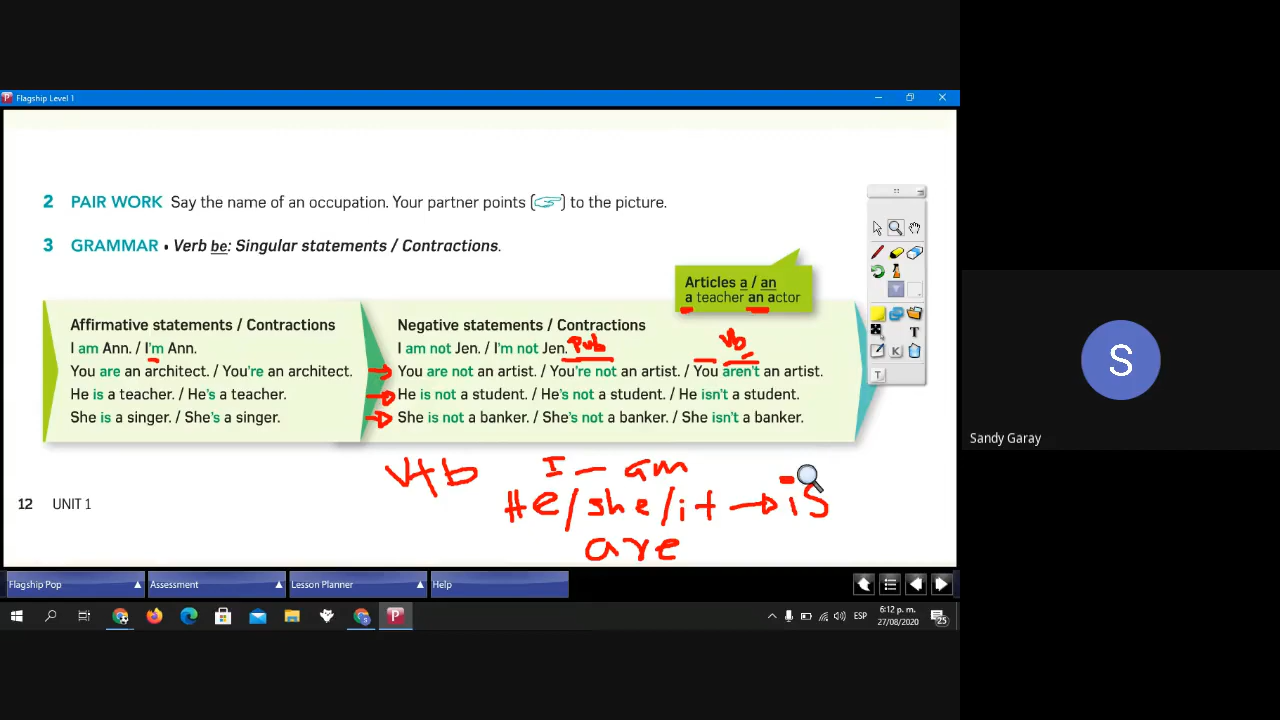 Flagship Level 1
2 PAIR WORK Say the name of an occupation. Your partner points (☞) to the picture.
3 GRAMMAR • Verb be: Singular statements / Contractions.
Articles a / an
a teacher an actor
Affirmative statements / Contractions
I am Ann. / I'm Ann.
You are an architect. / You're an architect.
He is a teacher. / He's a teacher.
She is a singer. / She's a singer.
Negative statements / Contractions
I am not Jen. / I'm not Jen.
You are not an artist. / You're not an artist. / You aren't an artist.
He is not a student. / He's not a student. / He isn't a student.
She is not a banker. / She's not a banker. / She isn't a banker.
Vb
I — am
He/she/it → is
are
12 UNIT 1
Sandy Garay
S
T
K
T
Flagship Pop
Assessment
Lesson Planner
Help
ESP
6:12 p. m.
27/08/2020
25